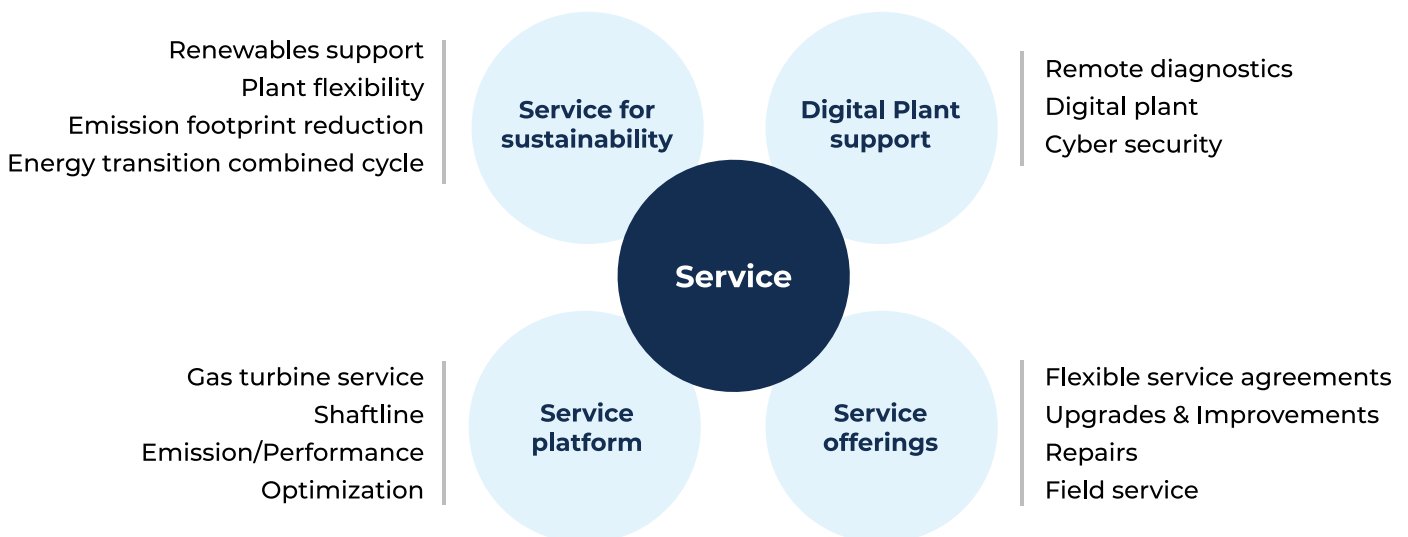 Renewables support
Plant flexibility
Emission footprint reduction
Energy transition combined cycle
Service for
sustainability
Digital Plant
support
Remote diagnostics
Digital plant
Cyber security
Service
Gas turbine service
Shaftline
Emission/Performance
Optimization
Service
platform
Service
offerings
Flexible service agreements
Upgrades & Improvements
Repairs
Field service